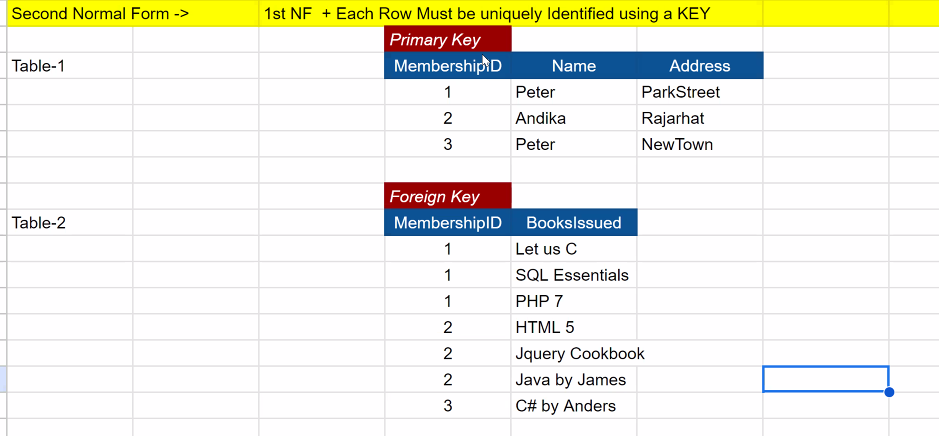 Second Normal Form -> 1st NF + Each Row Must be uniquely Identified using a KEY
Primary Key
Table-1 MembershipID Name Address
1 Peter ParkStreet
2 Andika Rajarhat
3 Peter NewTown
Foreign Key
Table-2 MembershipID BooksIssued
1 Let us C
1 SQL Essentials
1 PHP 7
2 HTML 5
2 Jquery Cookbook
2 Java by James
3 C# by Anders